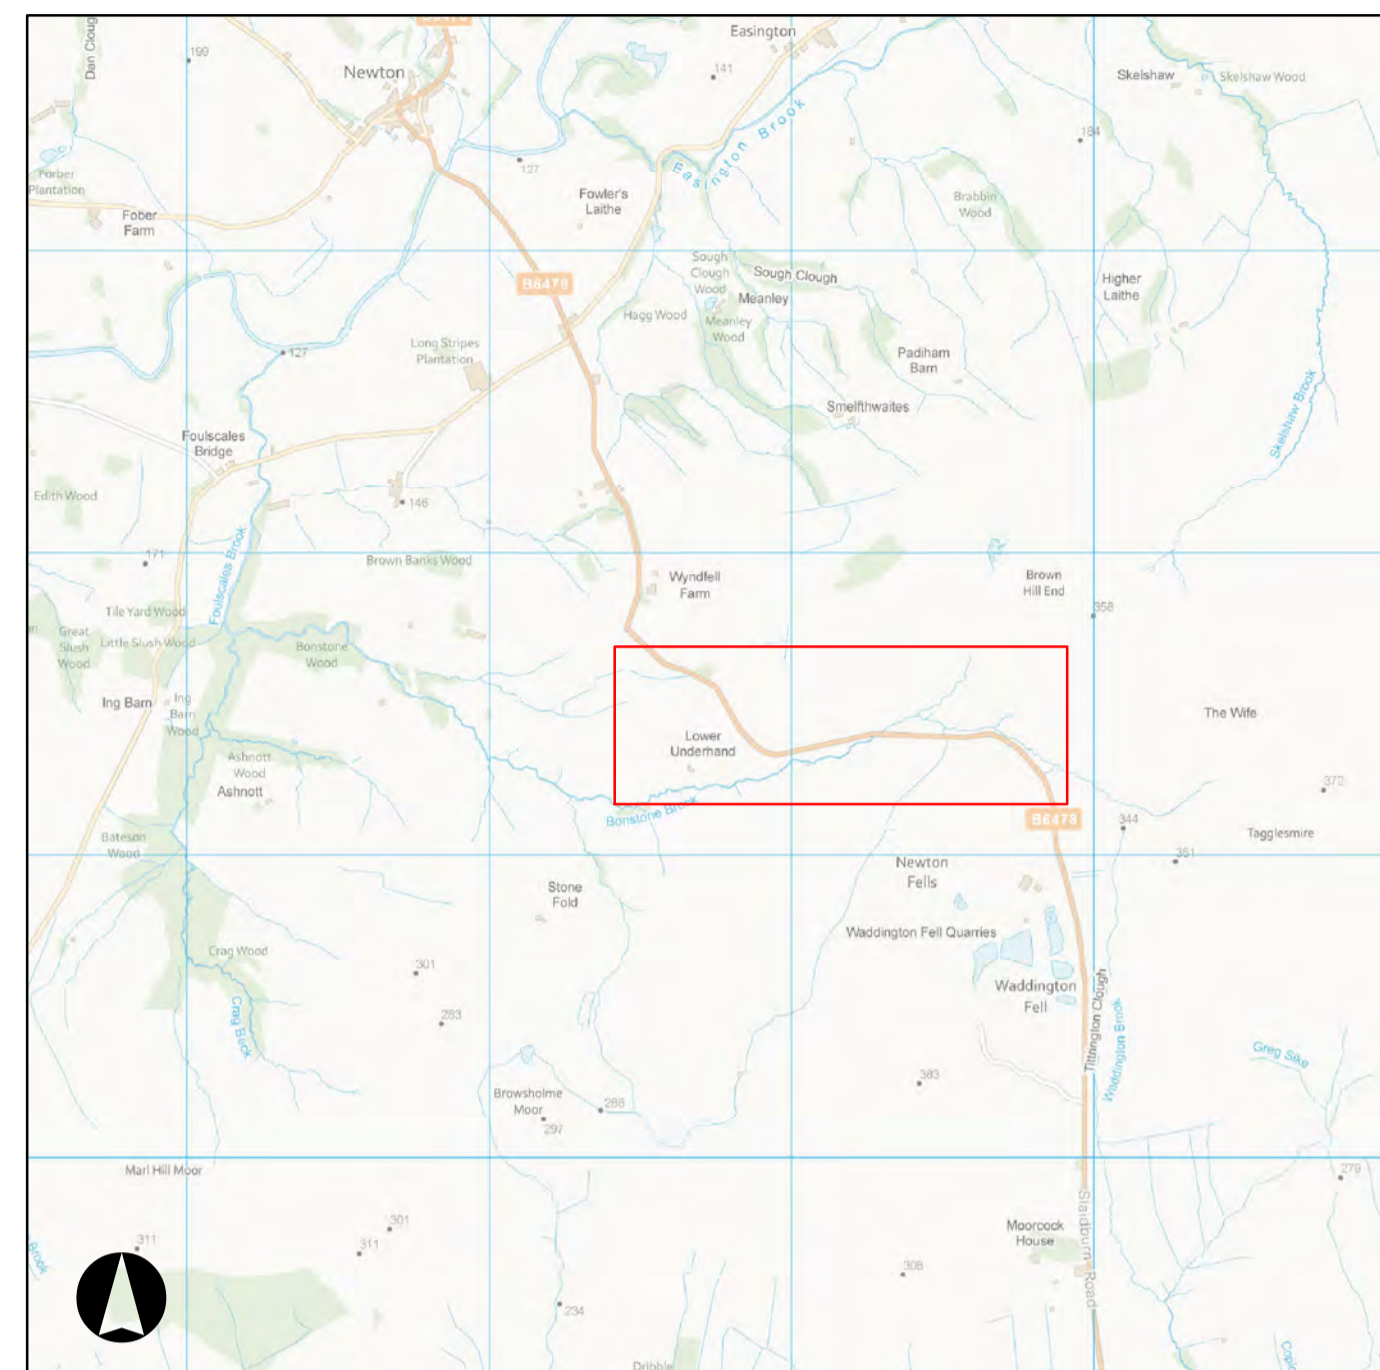 Easington
Dan Cloug
199
Newton
141
Skelshaw
Skelshaw Wood
Easington Brook
184
127
Forber
Plantation
Fowler's
Laithe
Brabbin
Wood
Fober
Farm
Sough
Clough
Wood
Sough Clough
Higher
Laithe
B6478
Meanley
Hagg Wood
Meanley
Wood
127
Long Stripes
Plantation
Padiham
Barn
Smelfthwaites
Skelshaw Brook
Foulscales
Bridge
Edith Wood
146
171
Brown Banks Wood
Foulscales Brook
Wyndfell
Farm
Brown
Hill End
358
Tile Yard Wood
Great
Slush
Wood
Little Slush Wood
Bonstone
Wood
Ing Barn
Ing
Barn
Wood
The Wife
Lower
Underhand
Ashnott
Wood
Ashnott
372
Bonstone Brook
B6478
344
Tagglesmire
Bateson
Wood
351
Newton
Fells
Stone
Fold
Waddington Fell Quarries
Crag Wood
301
Waddington
Fell
Crag Beck
283
Tittrington Clough
Waddington Brook
Greg Sike
383
Browsholme
Moor
288
297
Marl Hill Moor
279
Slaidburn Road
301
311
311
Moorcock
House
Brook
308
234
Dribble